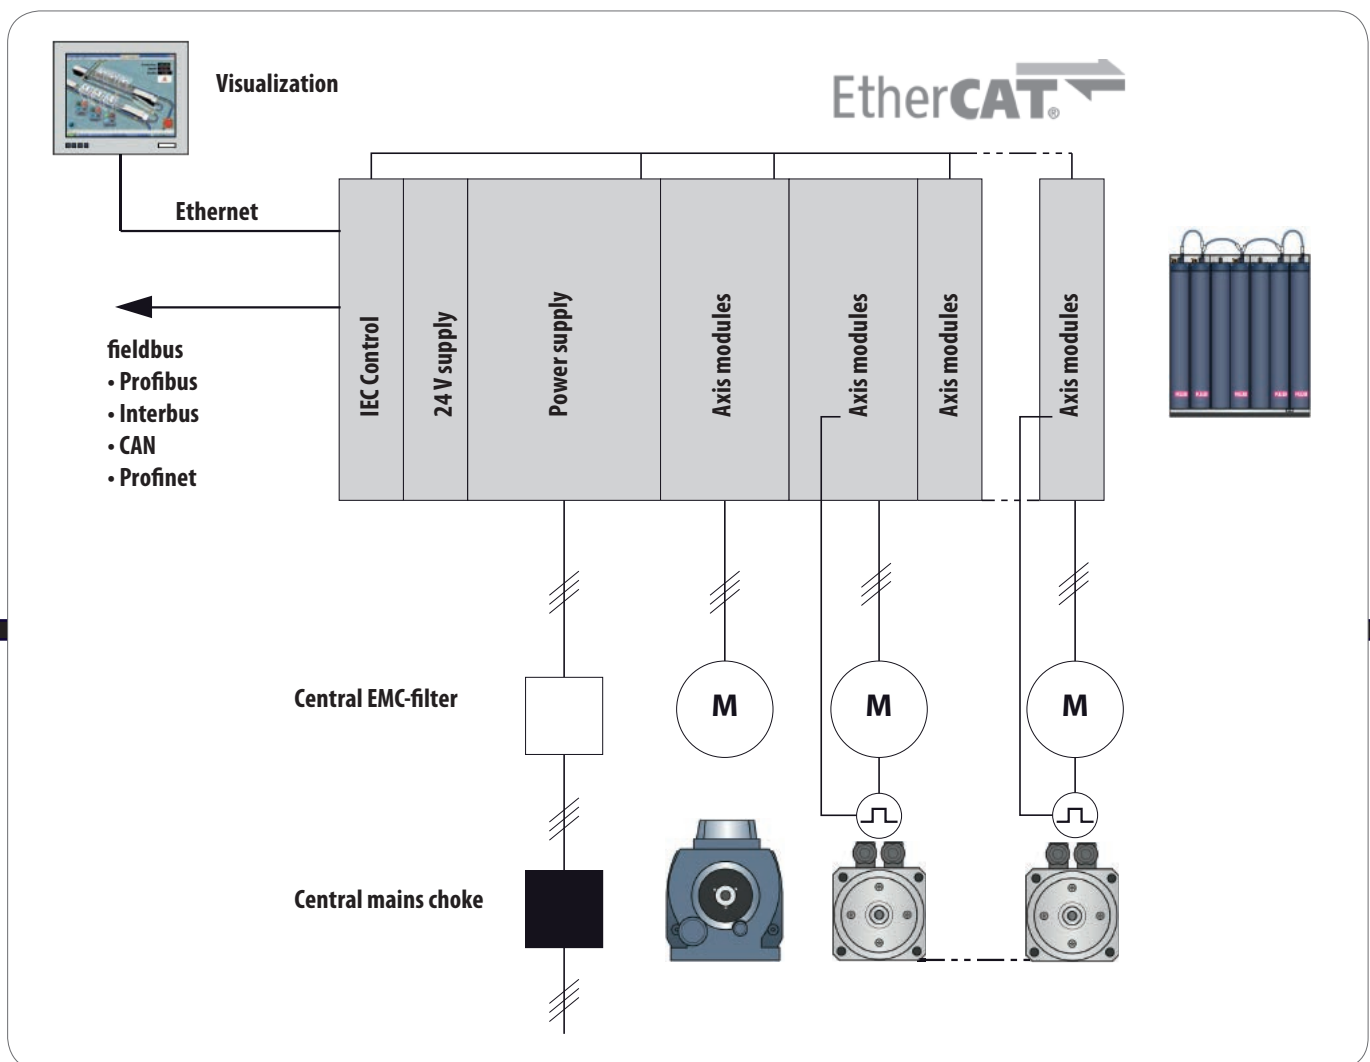 Visualization
EtherCAT®
Ethernet
fieldbus
• Profibus
• Interbus
• CAN
• Profinet
IEC Control
24 V supply
Power supply
Axis modules
Axis modules
Axis modules
Axis modules
Central EMC-filter
M
M
M
Central mains choke